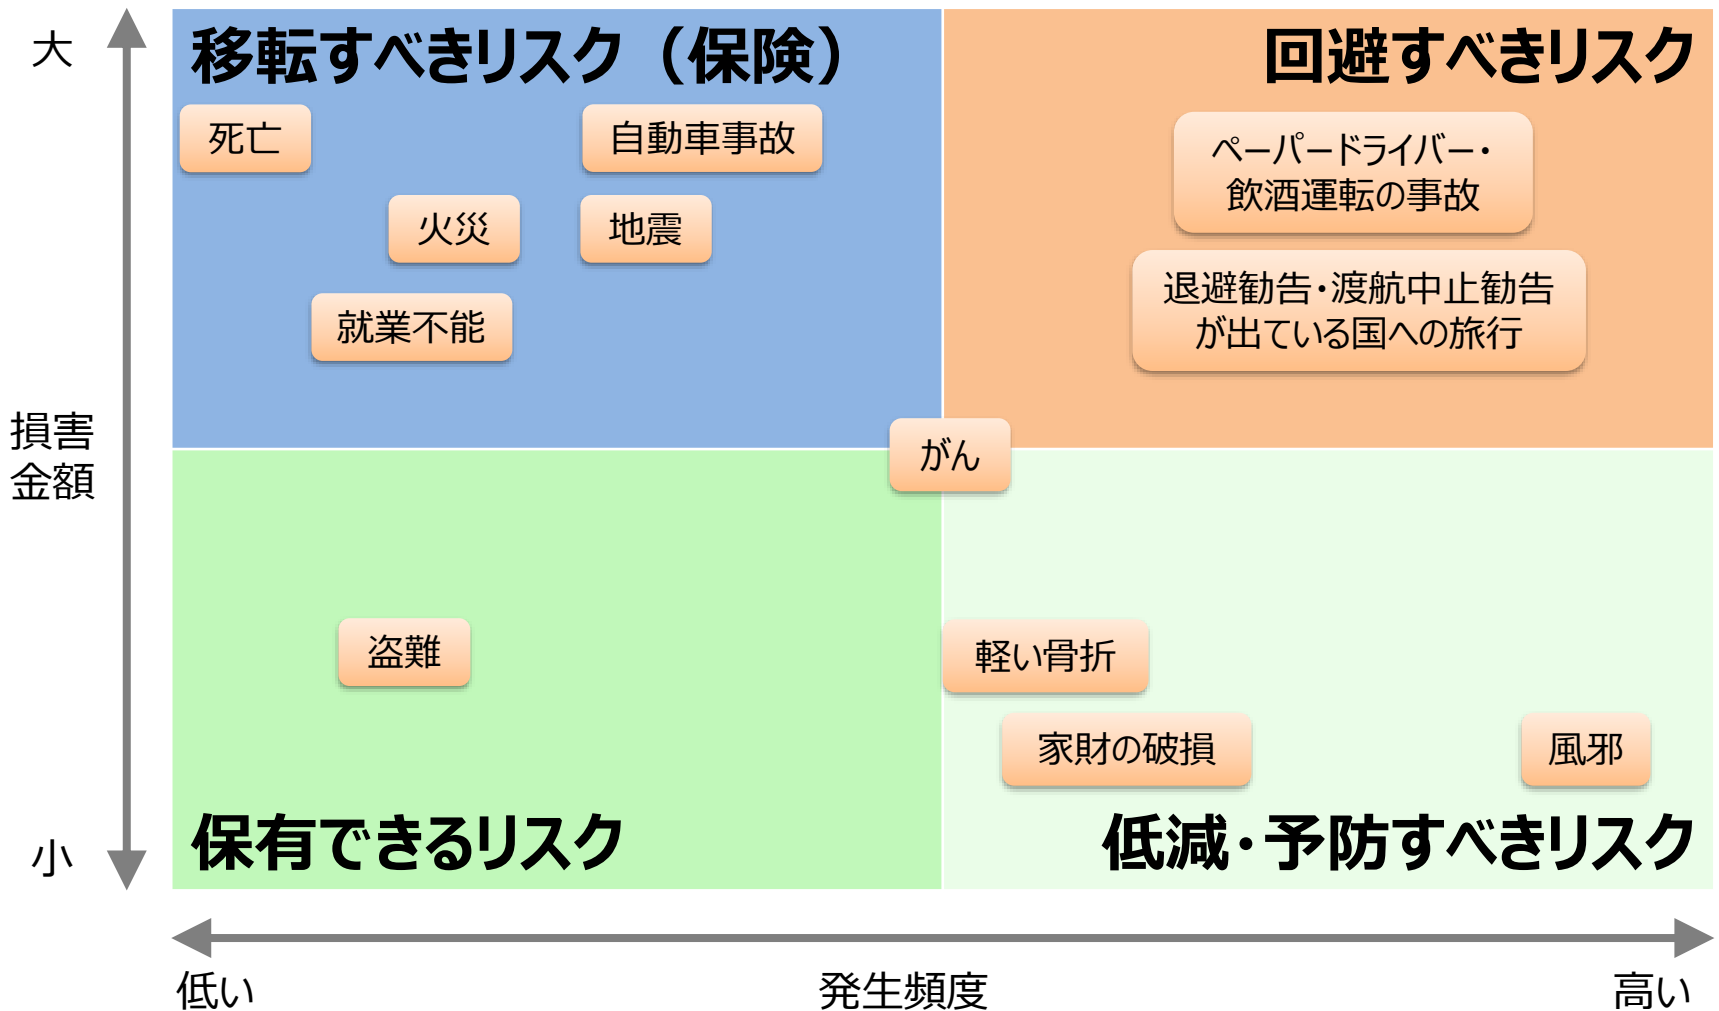 大
移転すべきリスク（保険）
回避すべきリスク
死亡
自動車事故
ペーパードライバー・
飲酒運転の事故
火災
地震
退避勧告・渡航中止勧告
が出ている国への旅行
就業不能
損害
金額
がん
盗難
軽い骨折
家財の破損
風邪
保有できるリスク
低減・予防すべきリスク
小
低い
発生頻度
高い